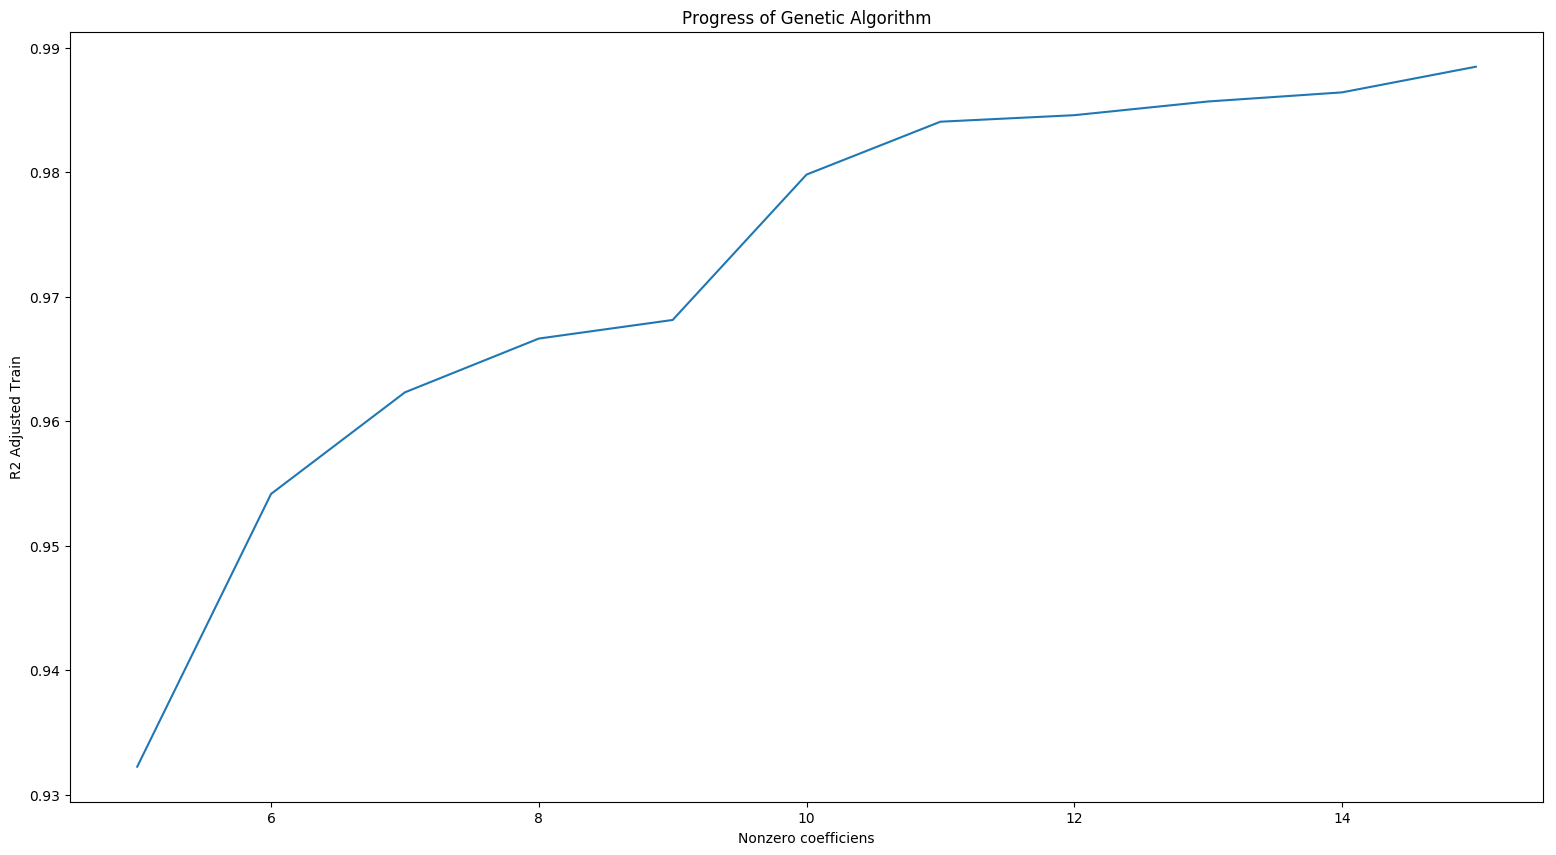 Progress of Genetic Algorithm
0.99
0.98
0.97
0.96
0.95
0.94
0.93
R2 Adjusted Train
6 8 10 12 14
Nonzero coefficiens